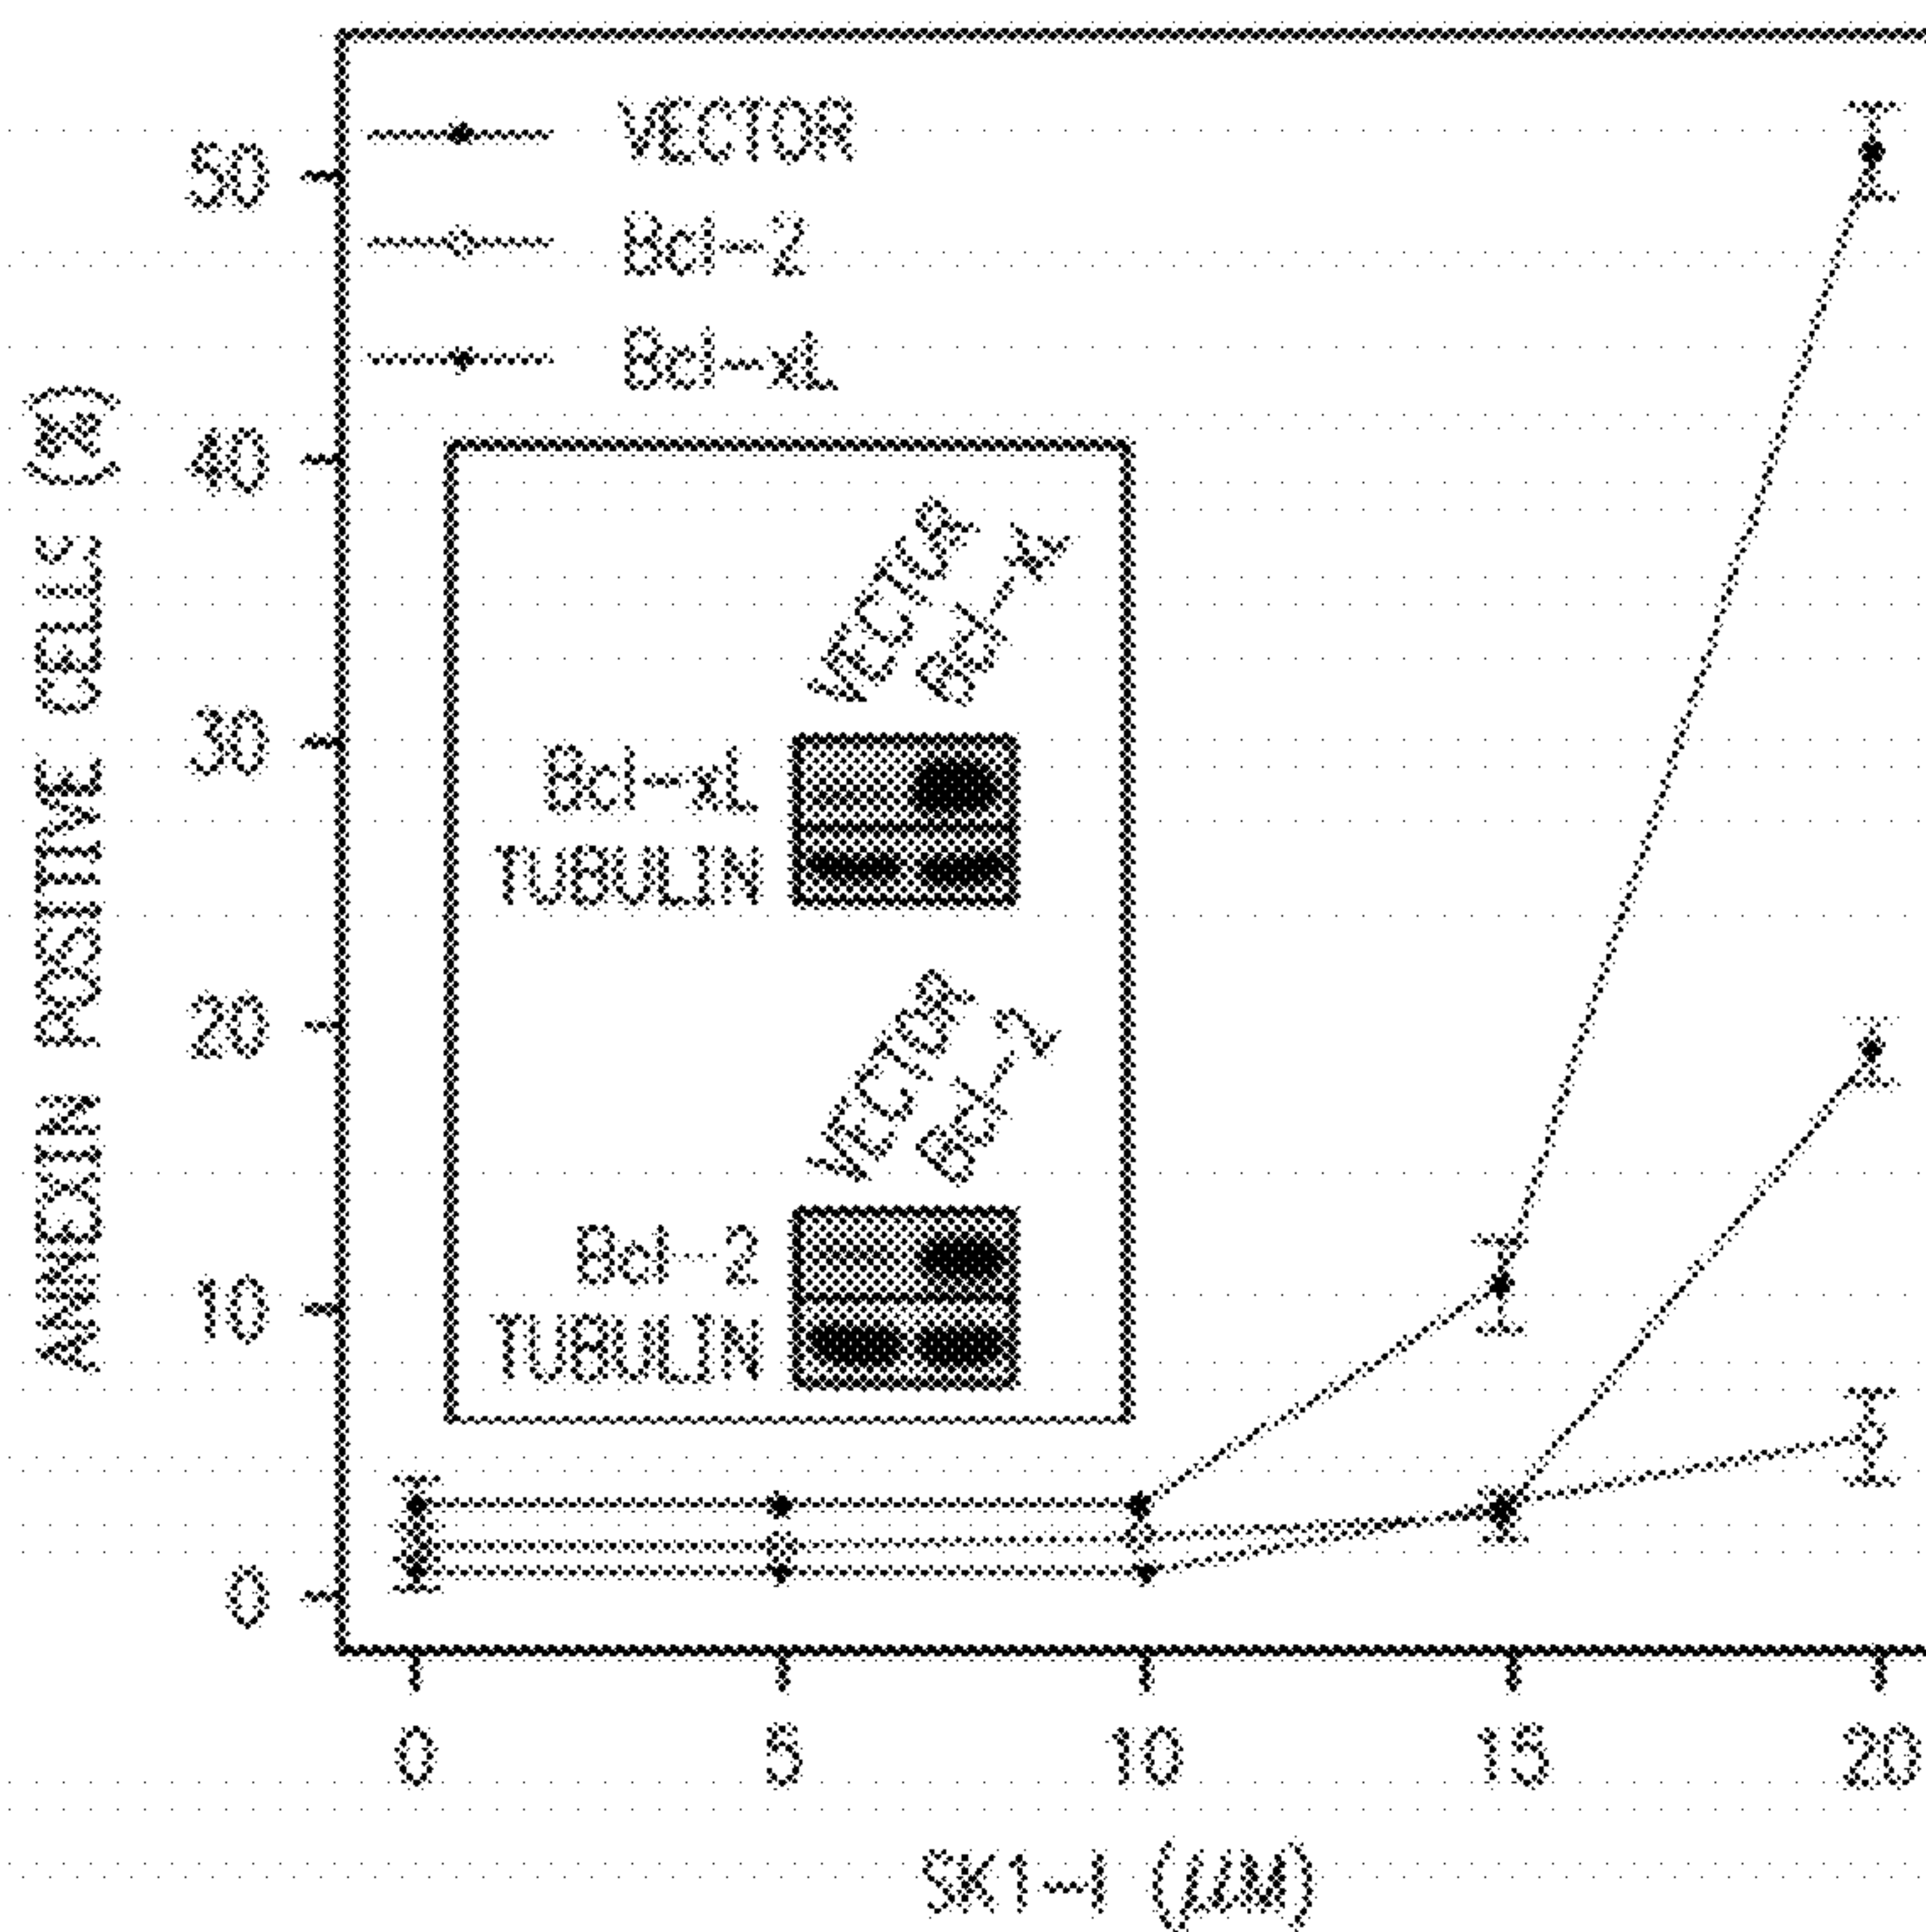 VECTOR
Bcl-2
Bcl-xL
ANNEXIN POSITIVE CELLS (%)
50
40
30
20
10
0
VECTOR
Bcl-xL
Bcl-xL
TUBULIN
VECTOR
Bcl-2
Bcl-2
TUBULIN
0 5 10 15 20
SK1-I (μM)